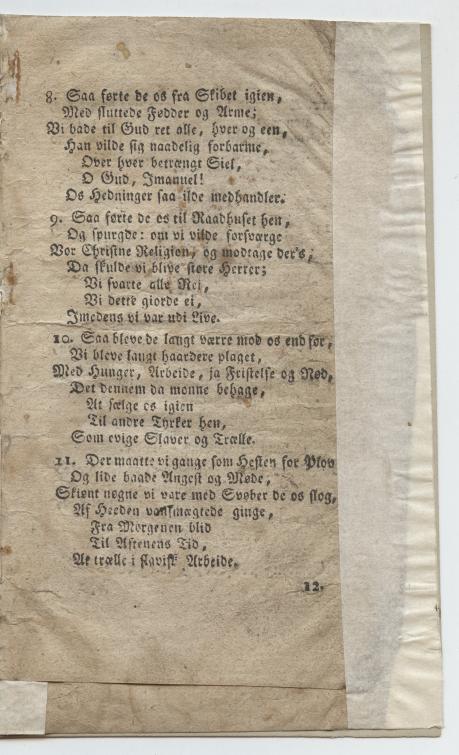 8. Saa førte de os fra Skibet igien,
Med sluttede Fødder og Arme;
Vi bade til Gud ret alle, hver og een,
Han vilde sig naadelig forbarme,
Over hver betrængt Siel,
O Gud, Imanuel!
Os Hedninger saa ilde medhandler.
9. Saa førte de os til Raadhuset hen,
Og spurgde: om vi vilde forsværge
Vor Christne Religion, og modtage der's,
Da skulde vi blive store Herrer;
Vi svarte alle Nei,
Vi dette giorde ei,
Imedens vi var udi Live.
10. Saa bleve de langt værre mod os end før,
Vi bleve langt haardere plaget,
Med Hunger, Arbeide, ja Fristelse og Nød,
Det dennem da monne behage,
At sælge os igien
Til andre Tyrker hen,
Som evige Slaver og Trælle.
11. Der maatte vi gange som Hesten for Plov
Og lide baade Angest og Møde,
Skiønt nøgne vi vare med Svøber de os slog,
Af Heeden vansmægtede ginge,
Fra Morgenen blid
Til Aftenens Tid,
At trælle i slavisk Arbeide.
12.